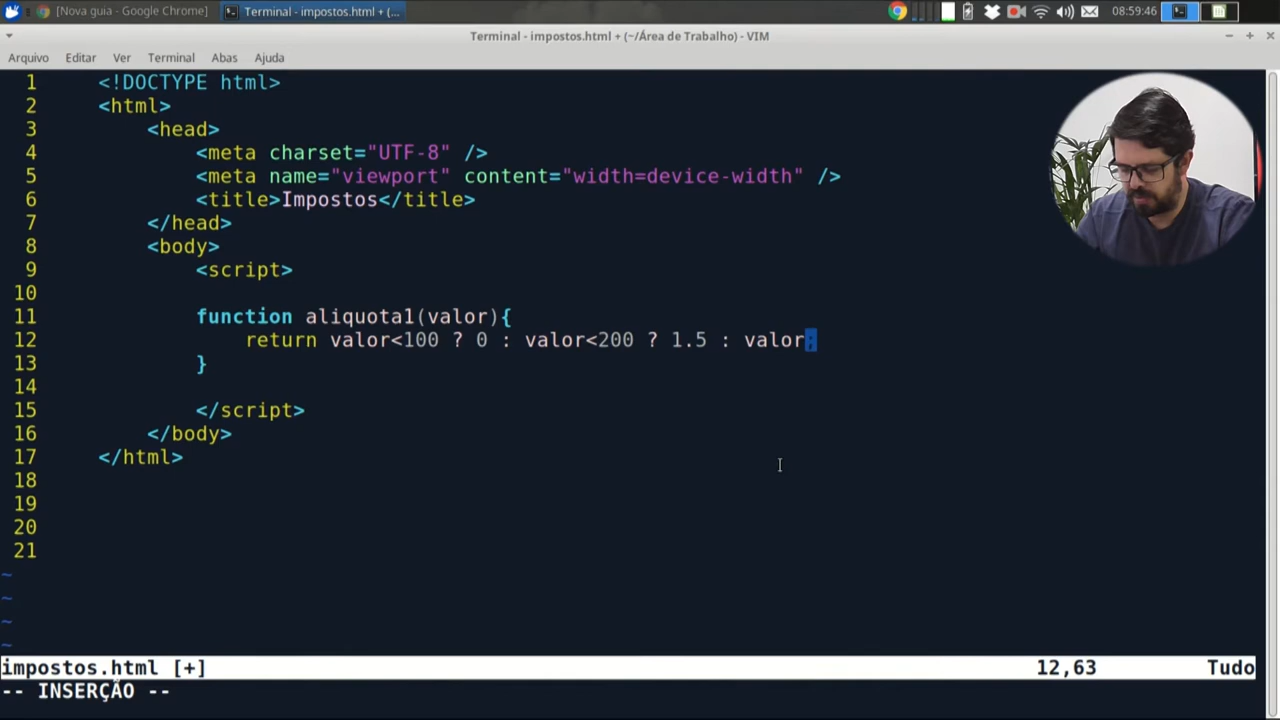 [Nova guia - Google Chrome] Terminal - impostos.html + (... 08:59:46
Terminal - impostos.html + (~/Área de Trabalho) - VIM
Arquivo Editar Ver Terminal Abas Ajuda
1 <!DOCTYPE html>
2 <html>
3 <head>
4 <meta charset="UTF-8" />
5 <meta name="viewport" content="width=device-width" />
6 <title>Impostos</title>
7 </head>
8 <body>
9 <script>
10
11 function aliquota1(valor){
12 return valor<100 ? 0 : valor<200 ? 1.5 : valor;
13 }
14
15 </script>
16 </body>
17 </html>
18
19
20
21
~
~
~
~
impostos.html [+] 12,63 Tudo
-- INSERÇÃO --